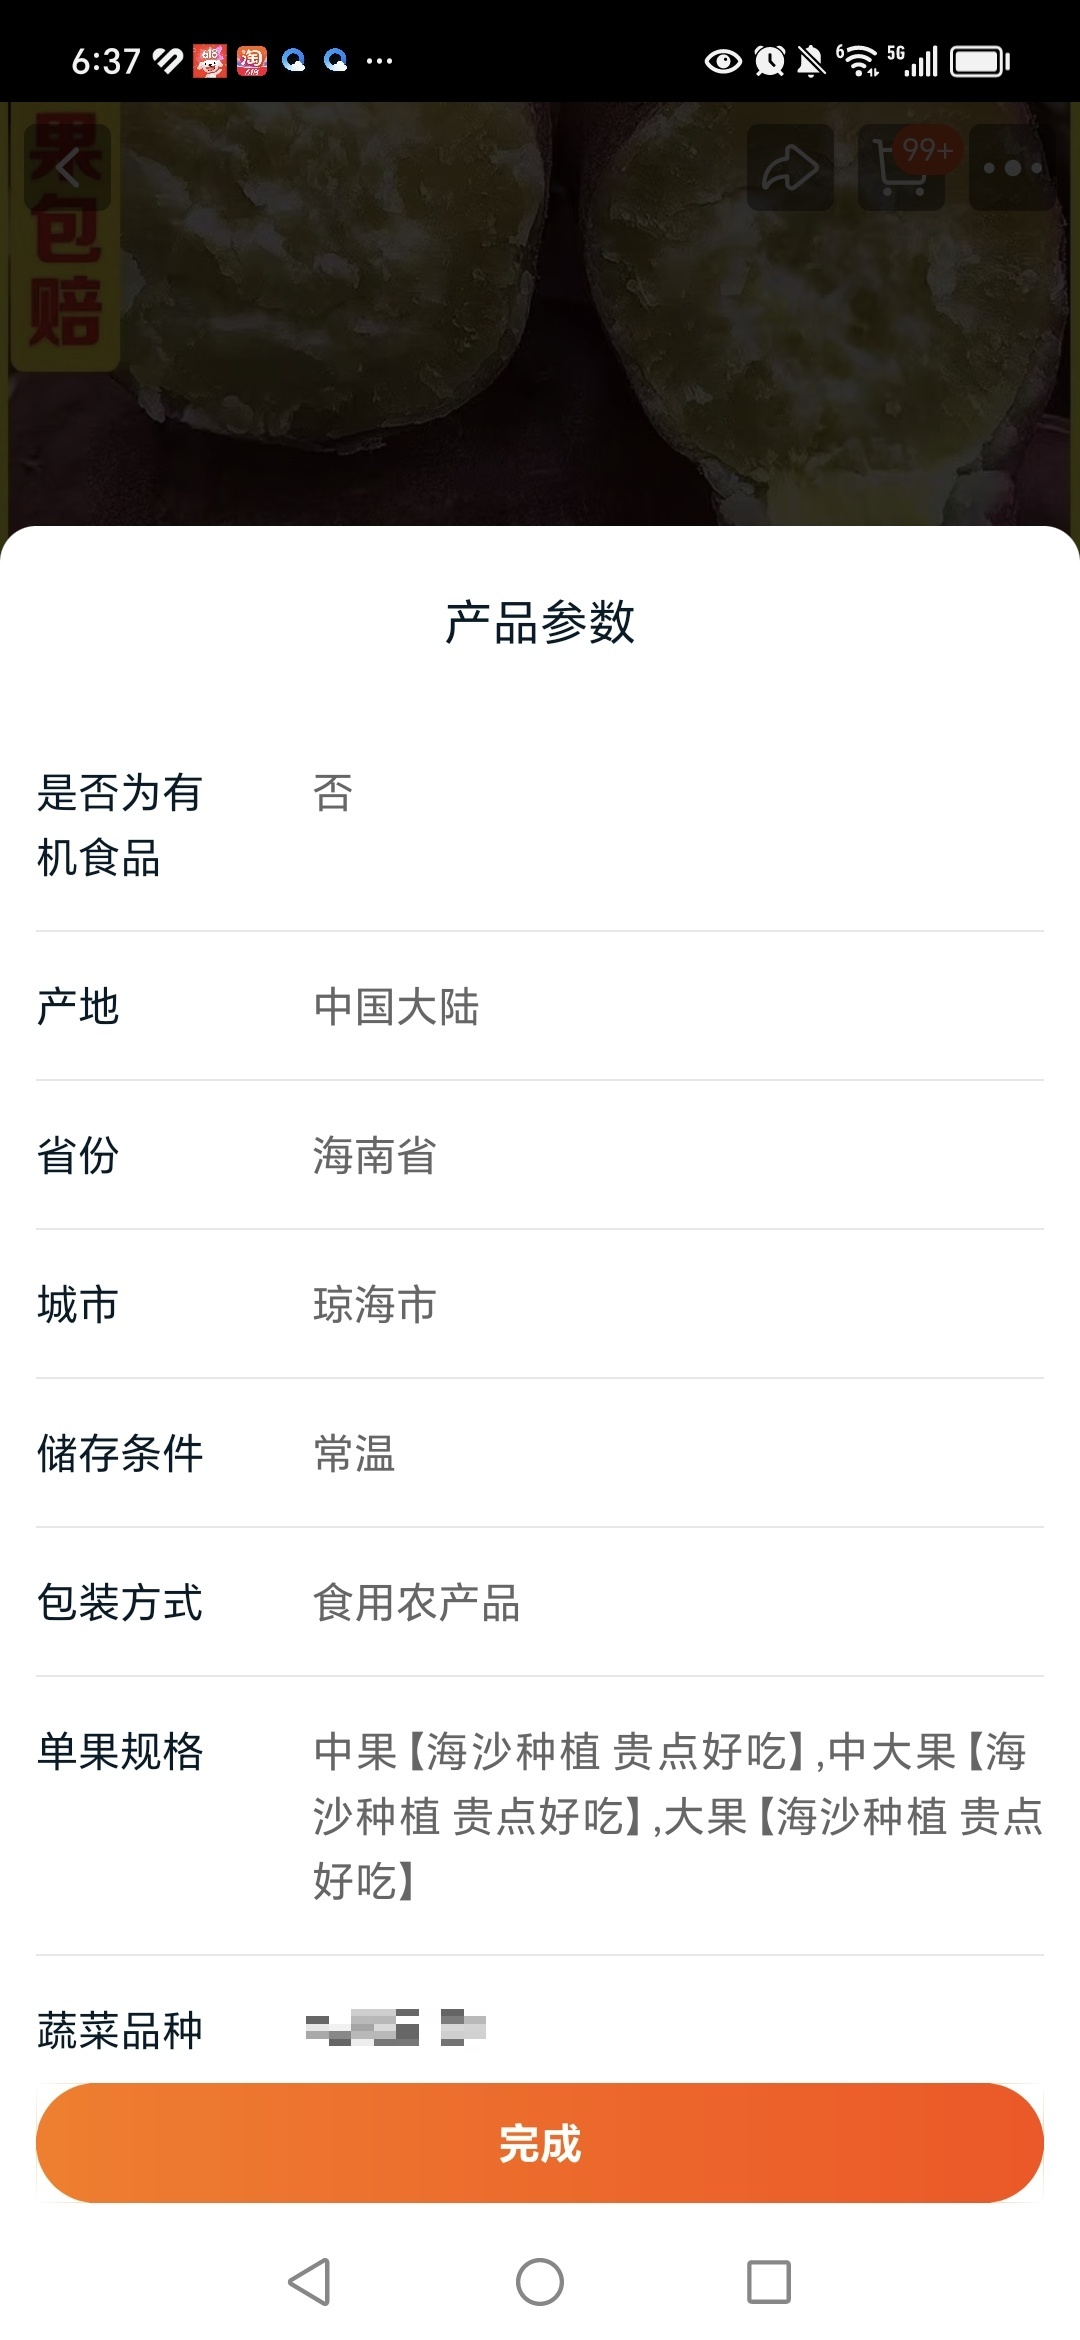 6:37
618
淘
618
6
5G
果
包
赔
99+
产品参数
是否为有 否
机食品
产地 中国大陆
省份 海南省
城市 琼海市
储存条件 常温
包装方式 食用农产品
单果规格 中果【海沙种植 贵点好吃】,中大果【海
沙种植 贵点好吃】,大果【海沙种植 贵点
好吃】
蔬菜品种
完成